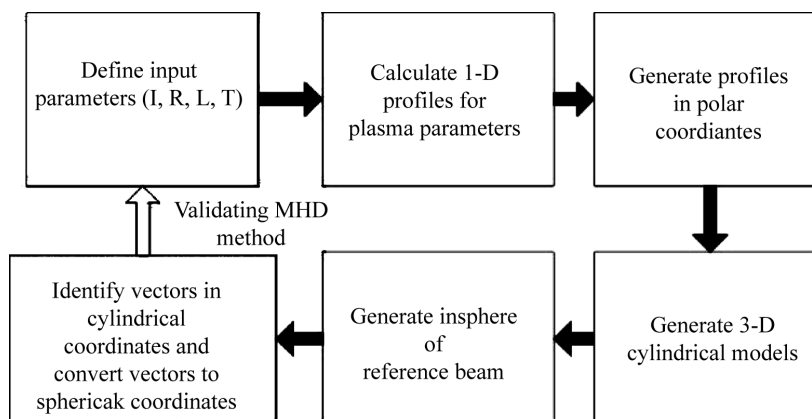 Define input
parameters (I, R, L, T)
Calculate 1-D
profiles for
plasma parameters
Generate profiles
in polar
coordiantes
Generate 3-D
cylindrical models
Generate insphere
of
reference beam
Identify vectors in
cylindrical
coordinates and
convert vectors to
sphericak coordinates
Validating MHD
method